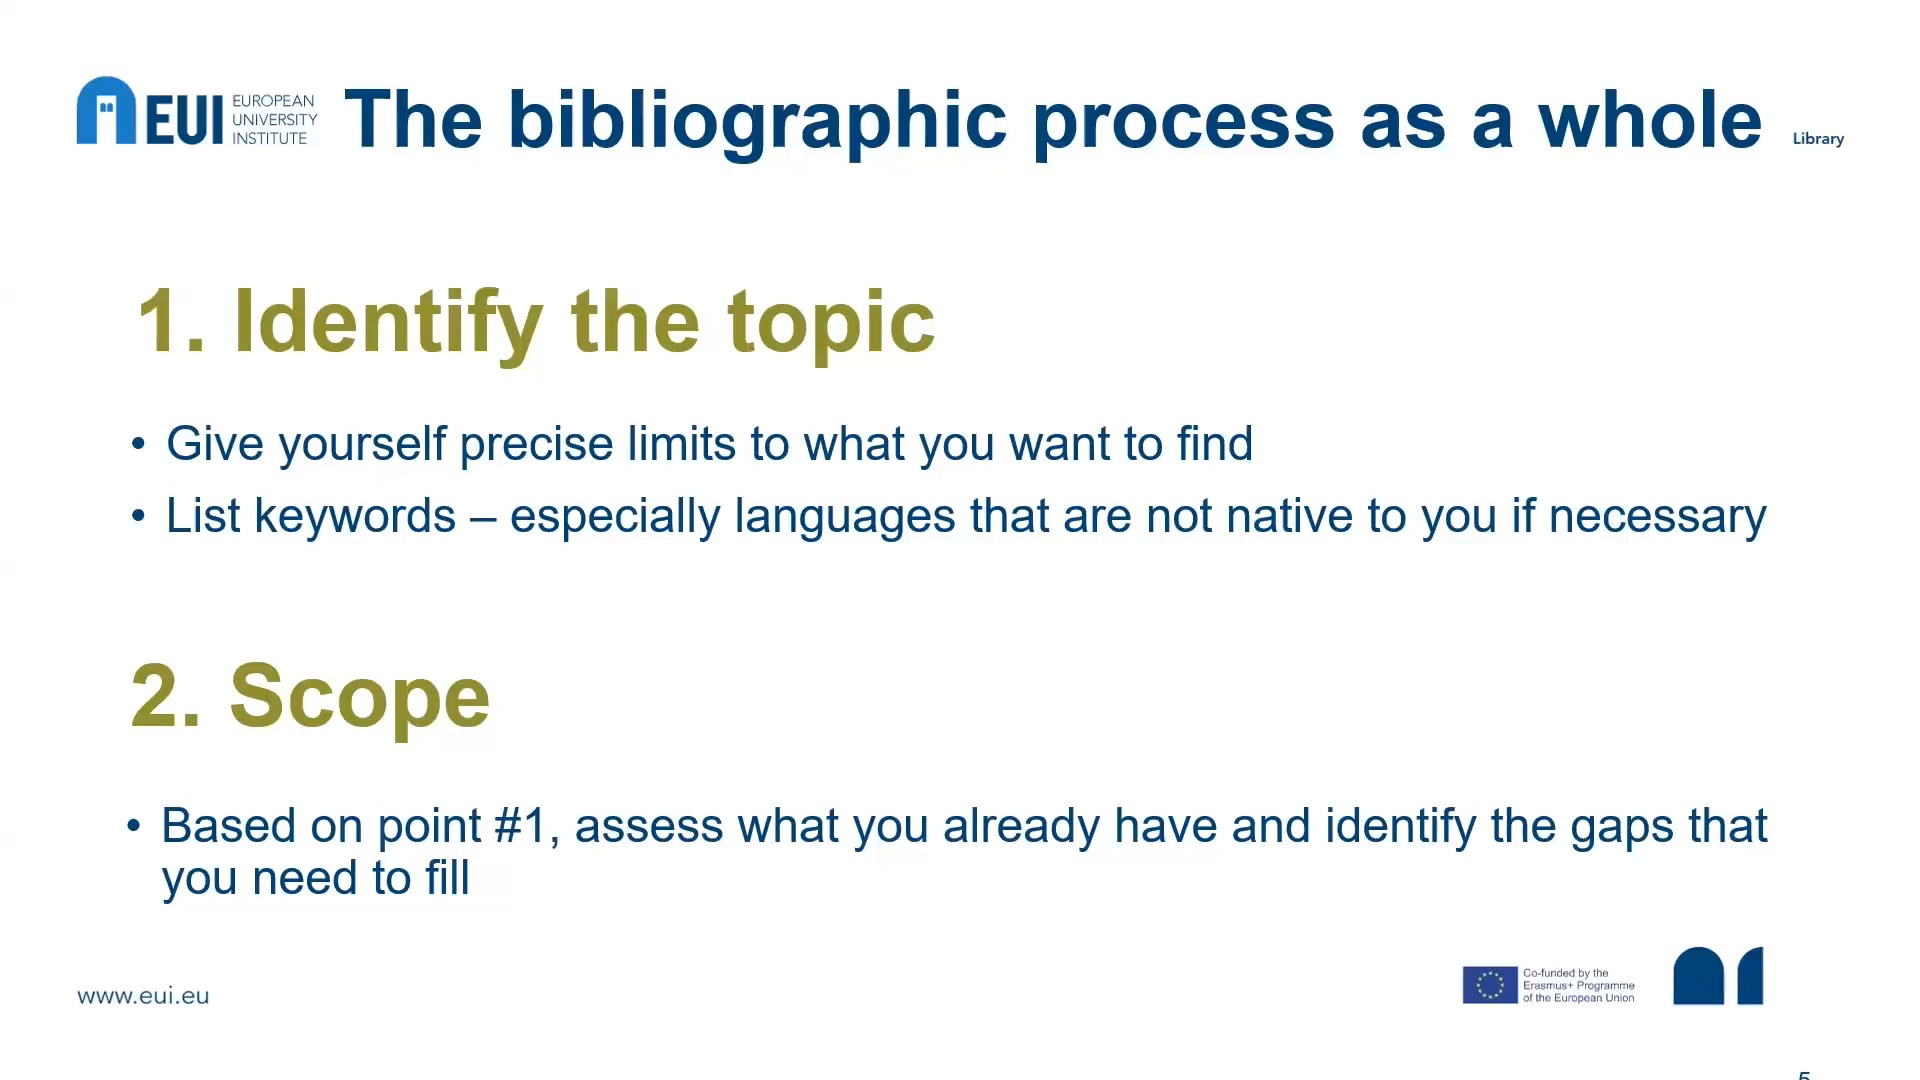 EUI EUROPEAN UNIVERSITY INSTITUTE
The bibliographic process as a whole
Library
1. Identify the topic
• Give yourself precise limits to what you want to find
• List keywords – especially languages that are not native to you if necessary
2. Scope
• Based on point #1, assess what you already have and identify the gaps that
you need to fill
www.eui.eu
Co-funded by the
Erasmus+ Programme
of the European Union
5